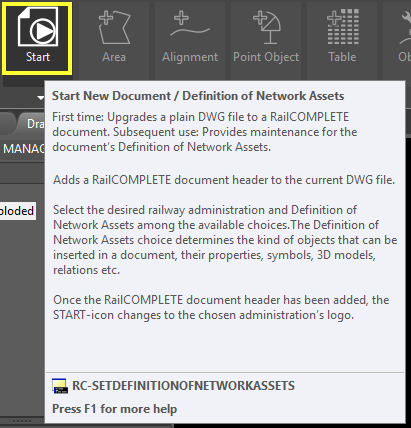 Start
Area
Alignment
Point Object
Table
Ob
Dra
MANAG
ploded
Start New Document / Definition of Network Assets
First time: Upgrades a plain DWG file to a RailCOMPLETE
document. Subsequent use: Provides maintenance for the
document's Definition of Network Assets.
Adds a RailCOMPLETE document header to the current DWG file.
Select the desired railway administration and Definition of
Network Assets among the available choices.The Definition of
Network Assets choice determines the kind of objects that can be
inserted in a document, their properties, symbols, 3D models,
relations etc.
Once the RailCOMPLETE document header has been added, the
START-icon changes to the chosen administration's logo.
RC-SETDEFINITIONOFNETWORKASSETS
Press F1 for more help